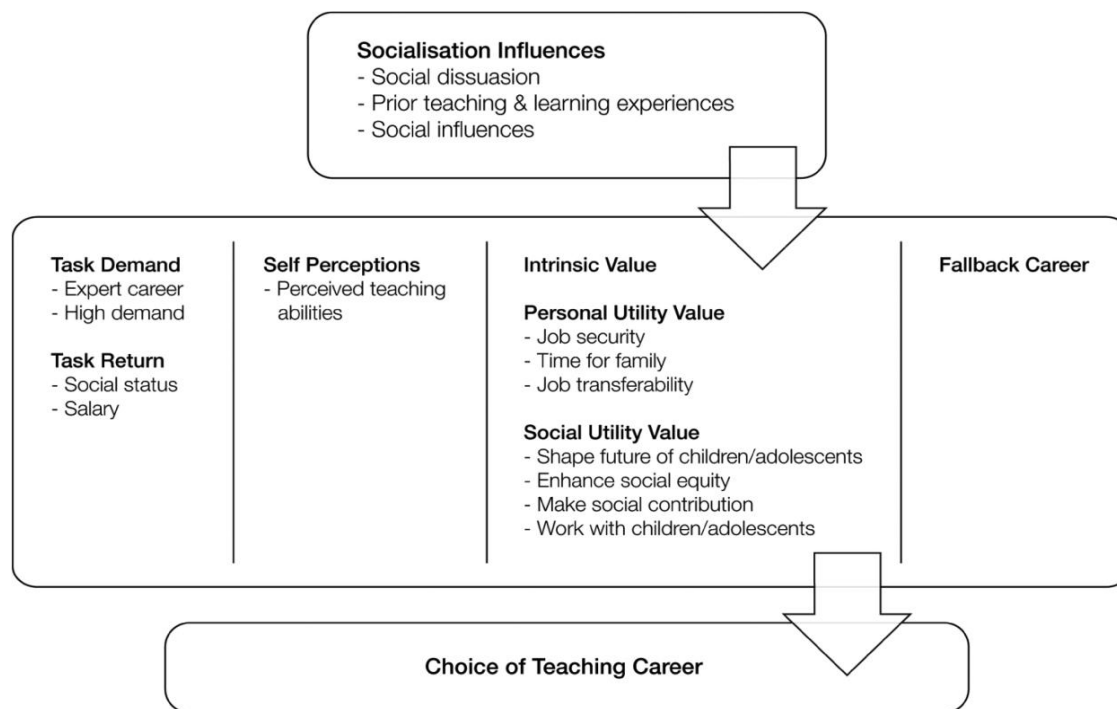 Socialisation Influences
- Social dissuasion
- Prior teaching & learning experiences
- Social influences
Task Demand
- Expert career
- High demand
Task Return
- Social status
- Salary
Self Perceptions
- Perceived teaching
abilities
Intrinsic Value
Personal Utility Value
- Job security
- Time for family
- Job transferability
Social Utility Value
- Shape future of children/adolescents
- Enhance social equity
- Make social contribution
- Work with children/adolescents
Fallback Career
Choice of Teaching Career